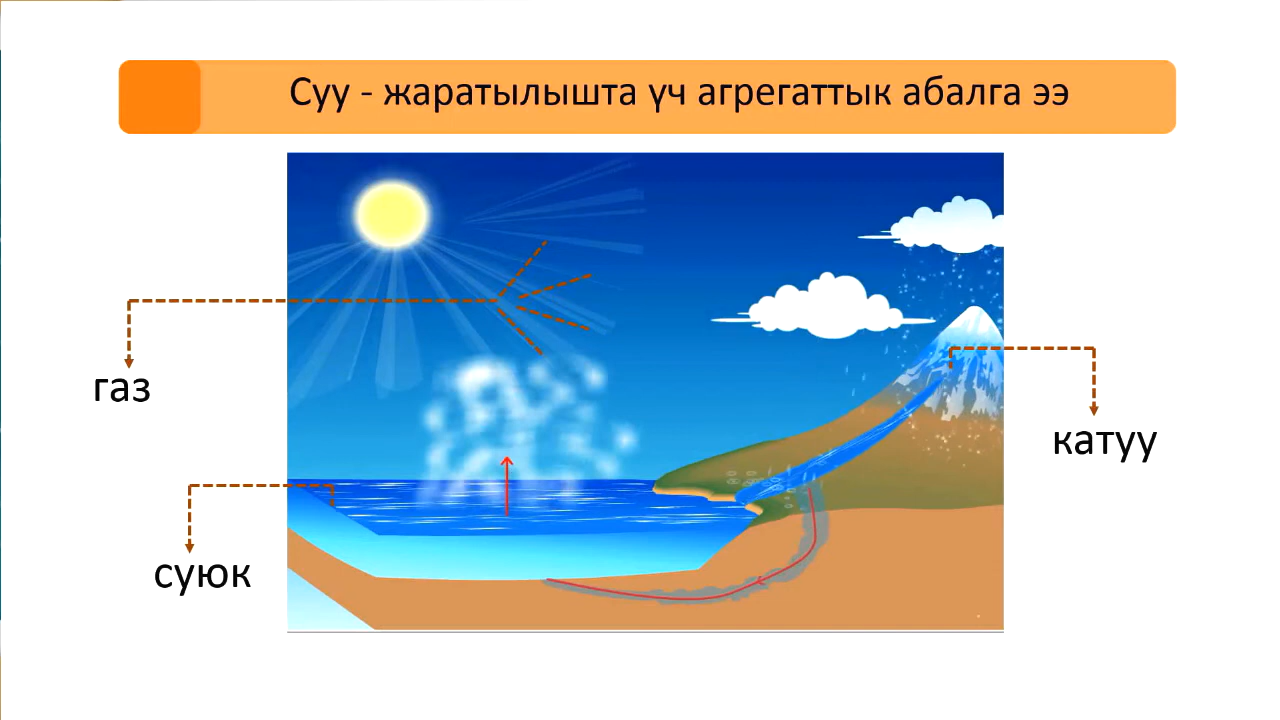 Суу - жаратылышта үч агрегаттык абалга ээ
газ
катуу
суюк